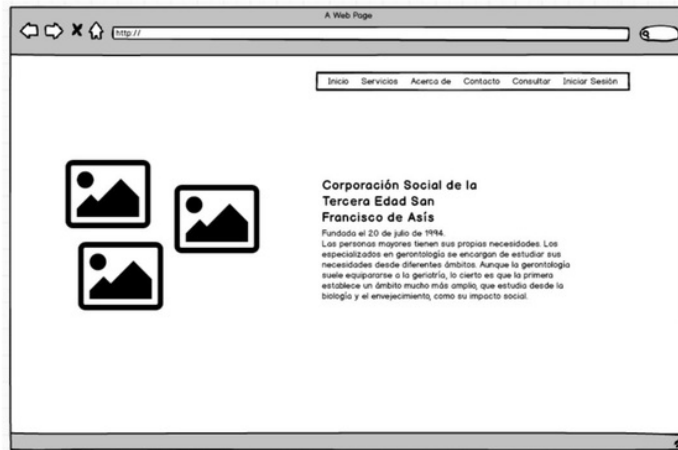 A Web Page
http://
Inicio Servicios Acerca de Contacto Consultar Iniciar Sesión
Corporación Social de la
Tercera Edad San
Francisco de Asís
Fundada el 20 de julio de 1994.
Las personas mayores tienen sus propias necesidades. Los
especializados en gerontología se encargan de estudiar sus
necesidades desde diferentes ámbitos. Aunque la gerontología
suele equipararse a la geriatría, lo cierto es que la primera
establece un ámbito mucho más amplio, que estudia desde la
biología y el envejecimiento, como su impacto social.